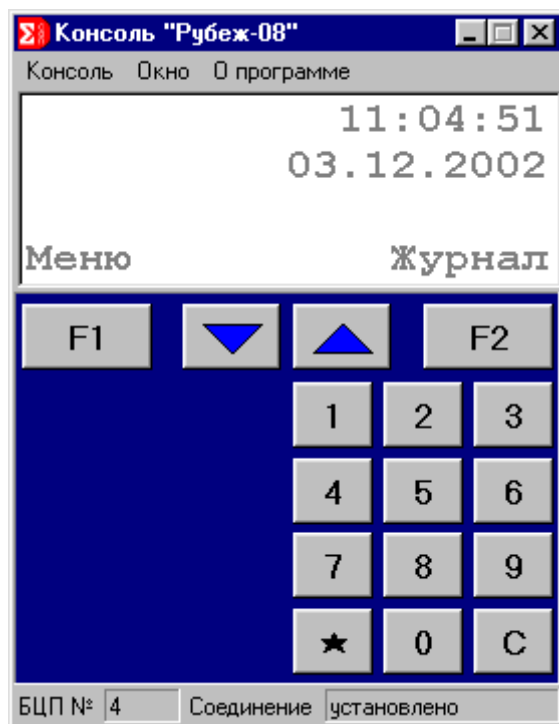 Консоль "Рубеж-08"
Консоль Окно О программе
11:04:51
03.12.2002
Меню Журнал
F1 F2
1 2 3
4 5 6
7 8 9
★ 0 C
БЦП № 4 Соединение установлено